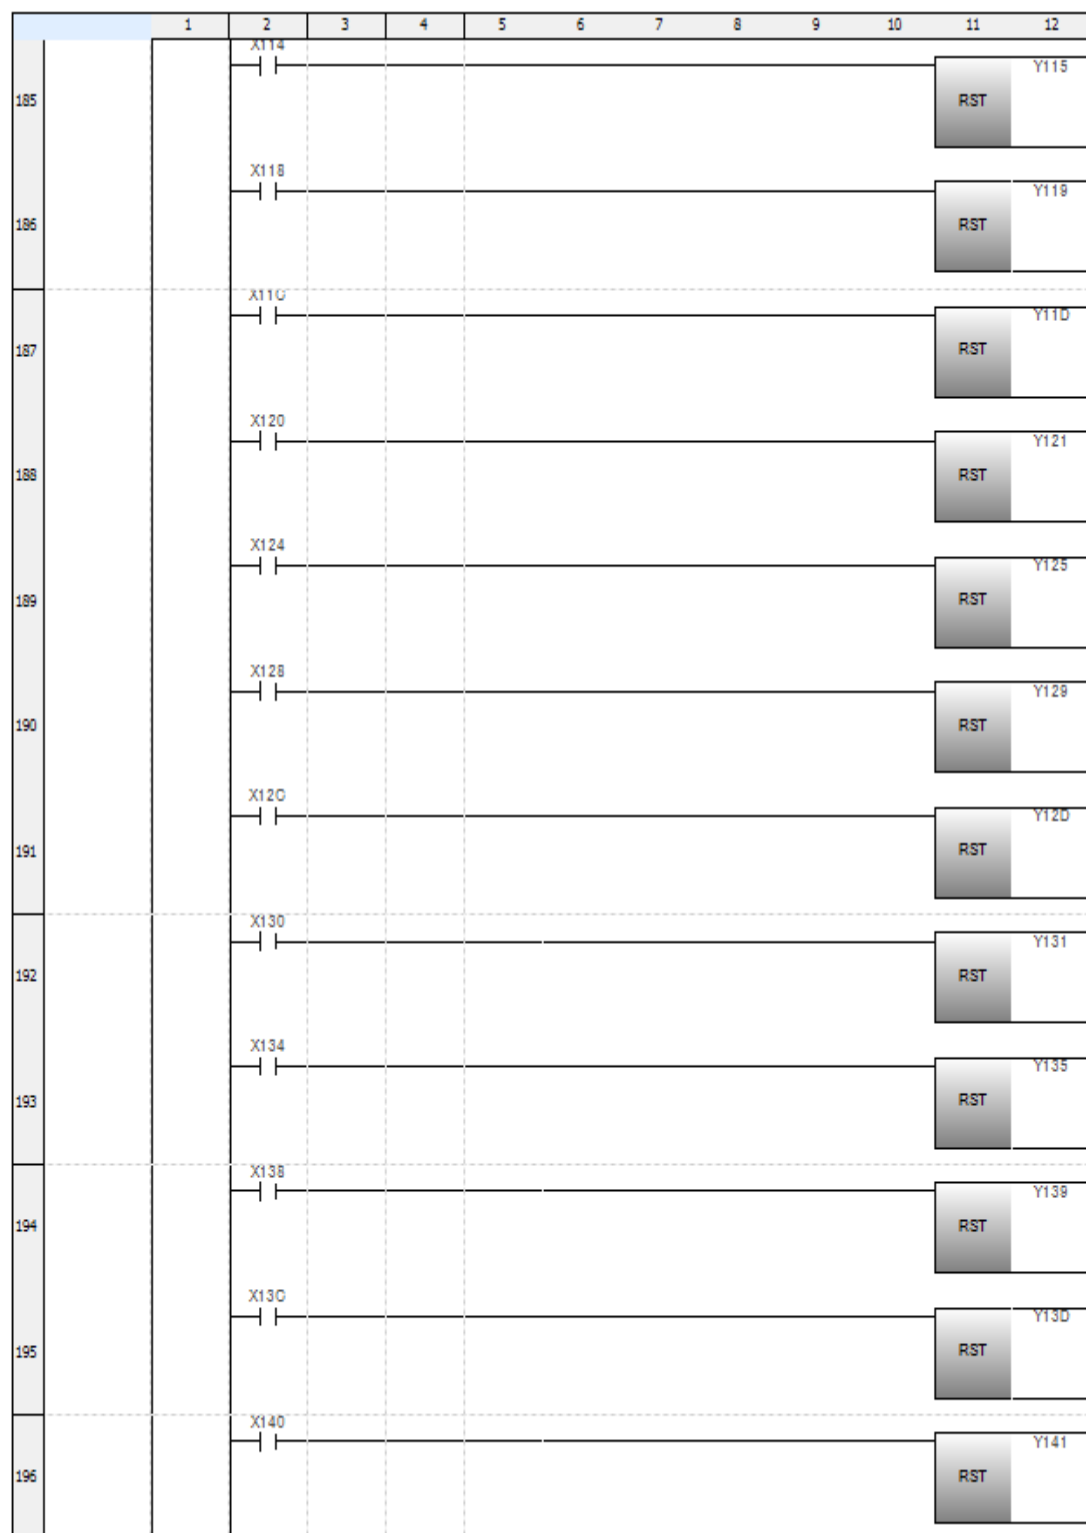 1 2 3 4 5 6 7 8 9 10 11 12
X114 Y115
185 RST
X118 Y119
186 RST
X11C Y11D
187 RST
X120 Y121
188 RST
X124 Y125
189 RST
X128 Y129
190 RST
X12C Y12D
191 RST
X130 Y131
192 RST
X134 Y135
193 RST
X138 Y139
194 RST
X13C Y13D
195 RST
X140 Y141
196 RST